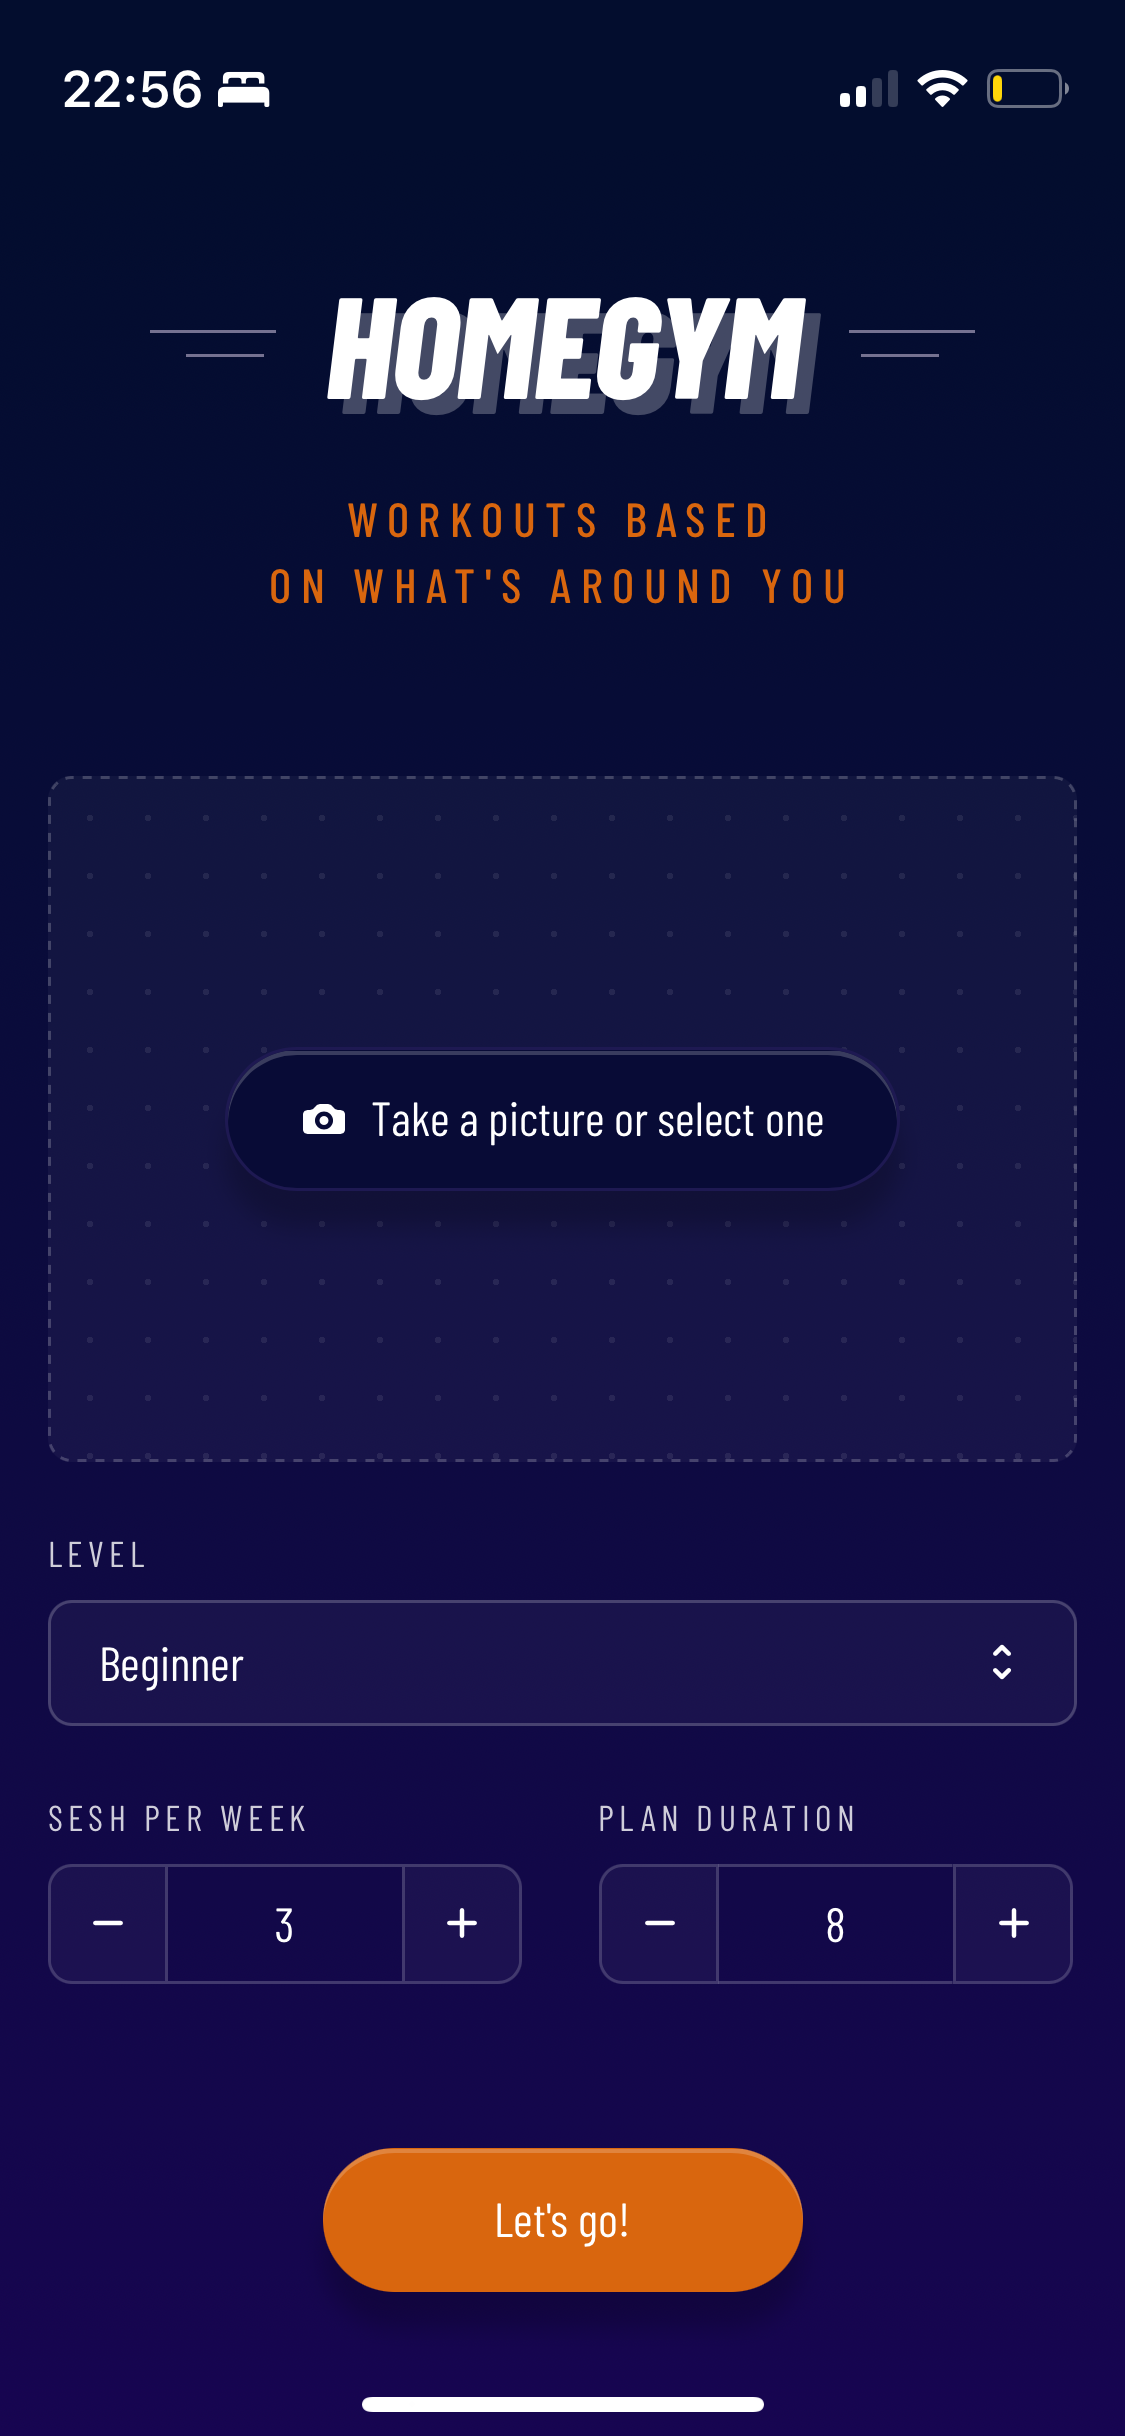 22:56
HOMEGYM
WORKOUTS BASED
ON WHAT'S AROUND YOU
Take a picture or select one
LEVEL
Beginner
SESH PER WEEK
PLAN DURATION
3
8
Let's go!